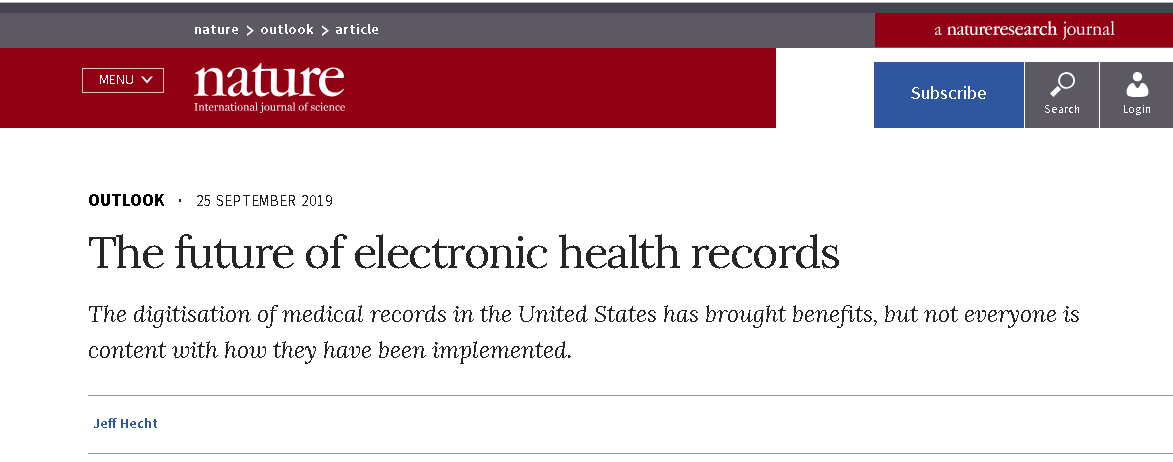 nature > outlook > article
a natureresearch journal
MENU
nature
International journal of science
Subscribe
Search
Login
OUTLOOK · 25 SEPTEMBER 2019
The future of electronic health records
The digitisation of medical records in the United States has brought benefits, but not everyone is
content with how they have been implemented.
Jeff Hecht